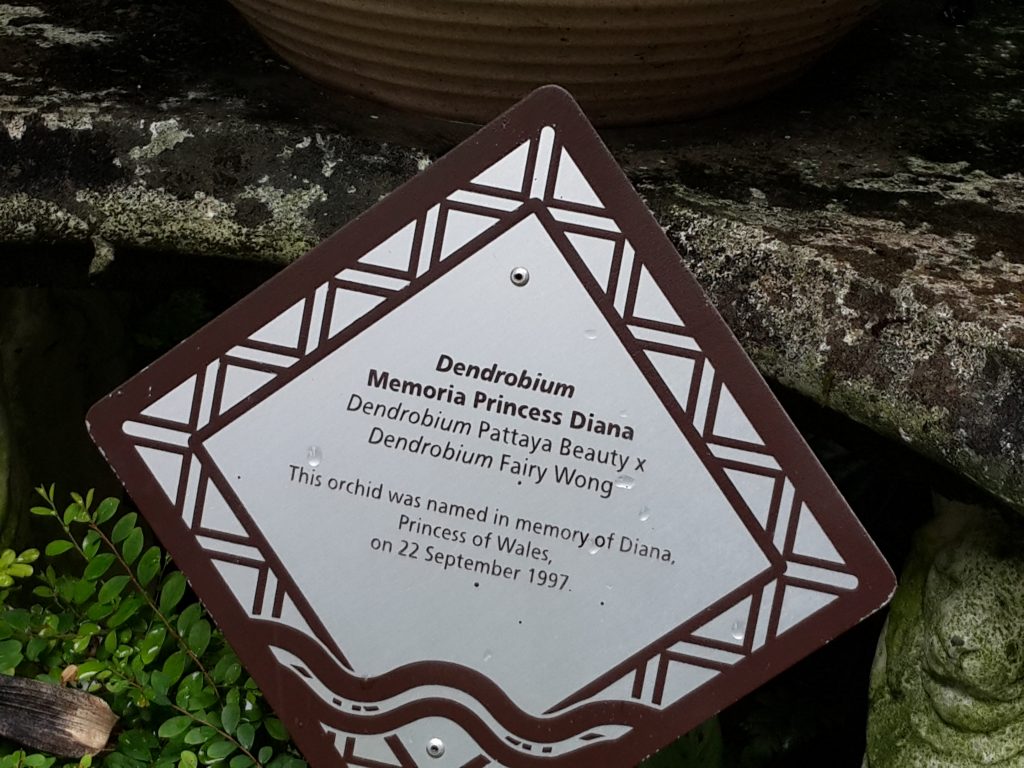 Dendrobium
Memoria Princess Diana
Dendrobium Pattaya Beauty x
Dendrobium Fairy Wong
This orchid was named in memory of Diana,
Princess of Wales,
on 22 September 1997.